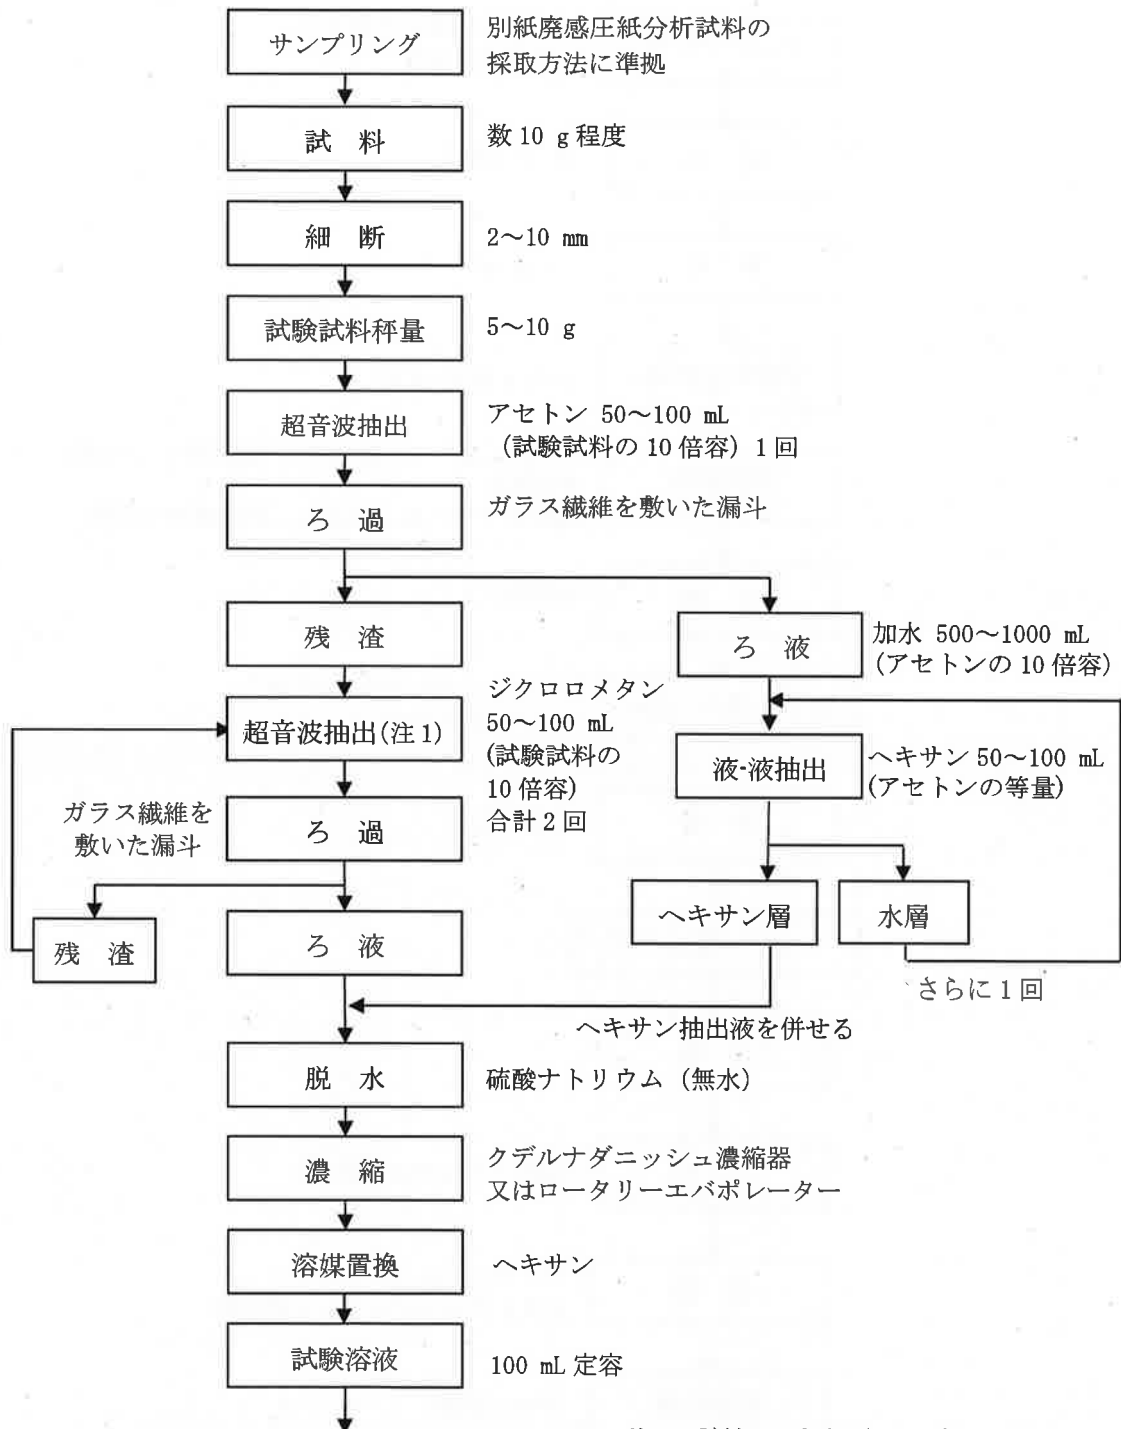 サンプリング
別紙廃感圧紙分析試料の
採取方法に準拠
試 料
数10 g 程度
細 断
2～10 mm
試験試料秤量
5～10 g
超音波抽出
アセトン 50～100 mL
(試験試料の10倍容) 1回
ろ 過
ガラス繊維を敷いた漏斗
残 渣
ろ 液
加水 500～1000 mL
(アセトンの10倍容)
超音波抽出(注1)
ジクロロメタン
50～100 mL
(試験試料の
10倍容)
合計2回
液-液抽出
ヘキサン 50～100 mL
(アセトンの等量)
ガラス繊維を
敷いた漏斗
ろ 過
残 渣
ろ 液
ヘキサン層
水層
さらに1回
ヘキサン抽出液を併せる
脱 水
硫酸ナトリウム (無水)
濃 縮
クデルナダニッシュ濃縮器
又はロータリーエバポレーター
溶媒置換
ヘキサン
試験溶液
100 mL 定容